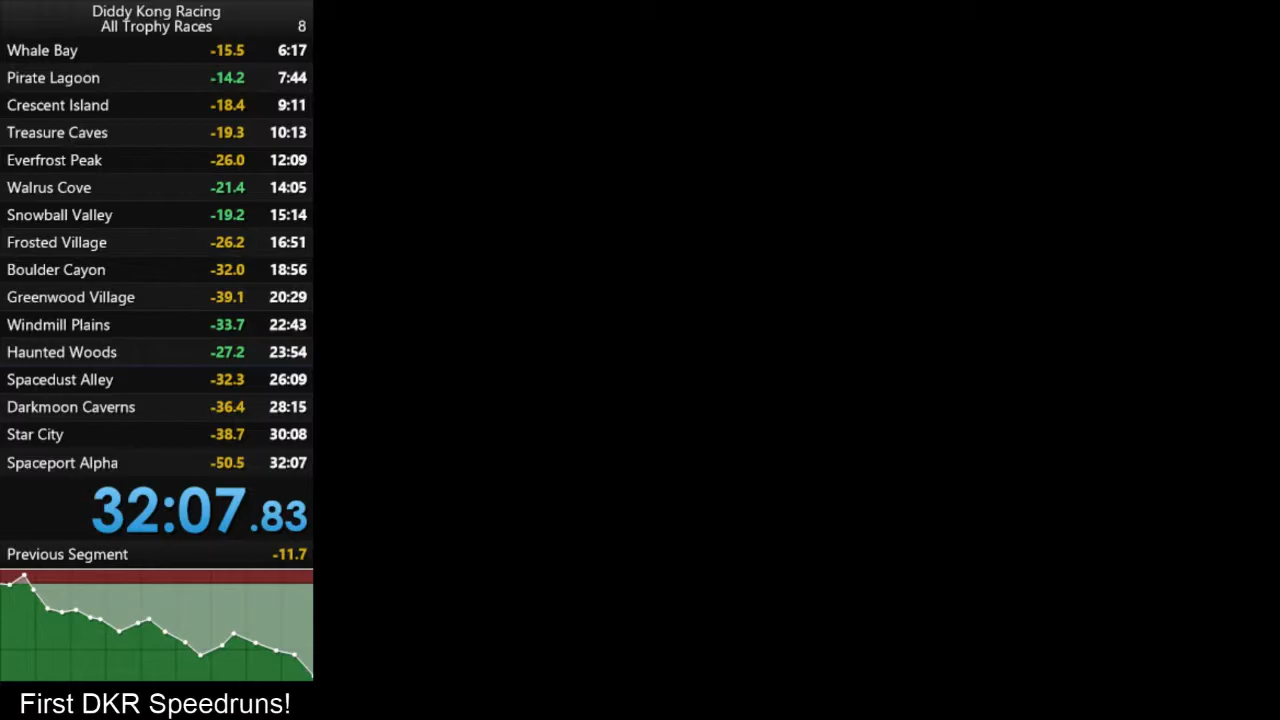 Diddy Kong Racing
All Trophy Races 8
Whale Bay -15.5 6:17
Pirate Lagoon -14.2 7:44
Crescent Island -18.4 9:11
Treasure Caves -19.3 10:13
Everfrost Peak -26.0 12:09
Walrus Cove -21.4 14:05
Snowball Valley -19.2 15:14
Frosted Village -26.2 16:51
Boulder Cayon -32.0 18:56
Greenwood Village -39.1 20:29
Windmill Plains -33.7 22:43
Haunted Woods -27.2 23:54
Spacedust Alley -32.3 26:09
Darkmoon Caverns -36.4 28:15
Star City -38.7 30:08
Spaceport Alpha -50.5 32:07
32:07.83
Previous Segment -11.7
First DKR Speedruns!